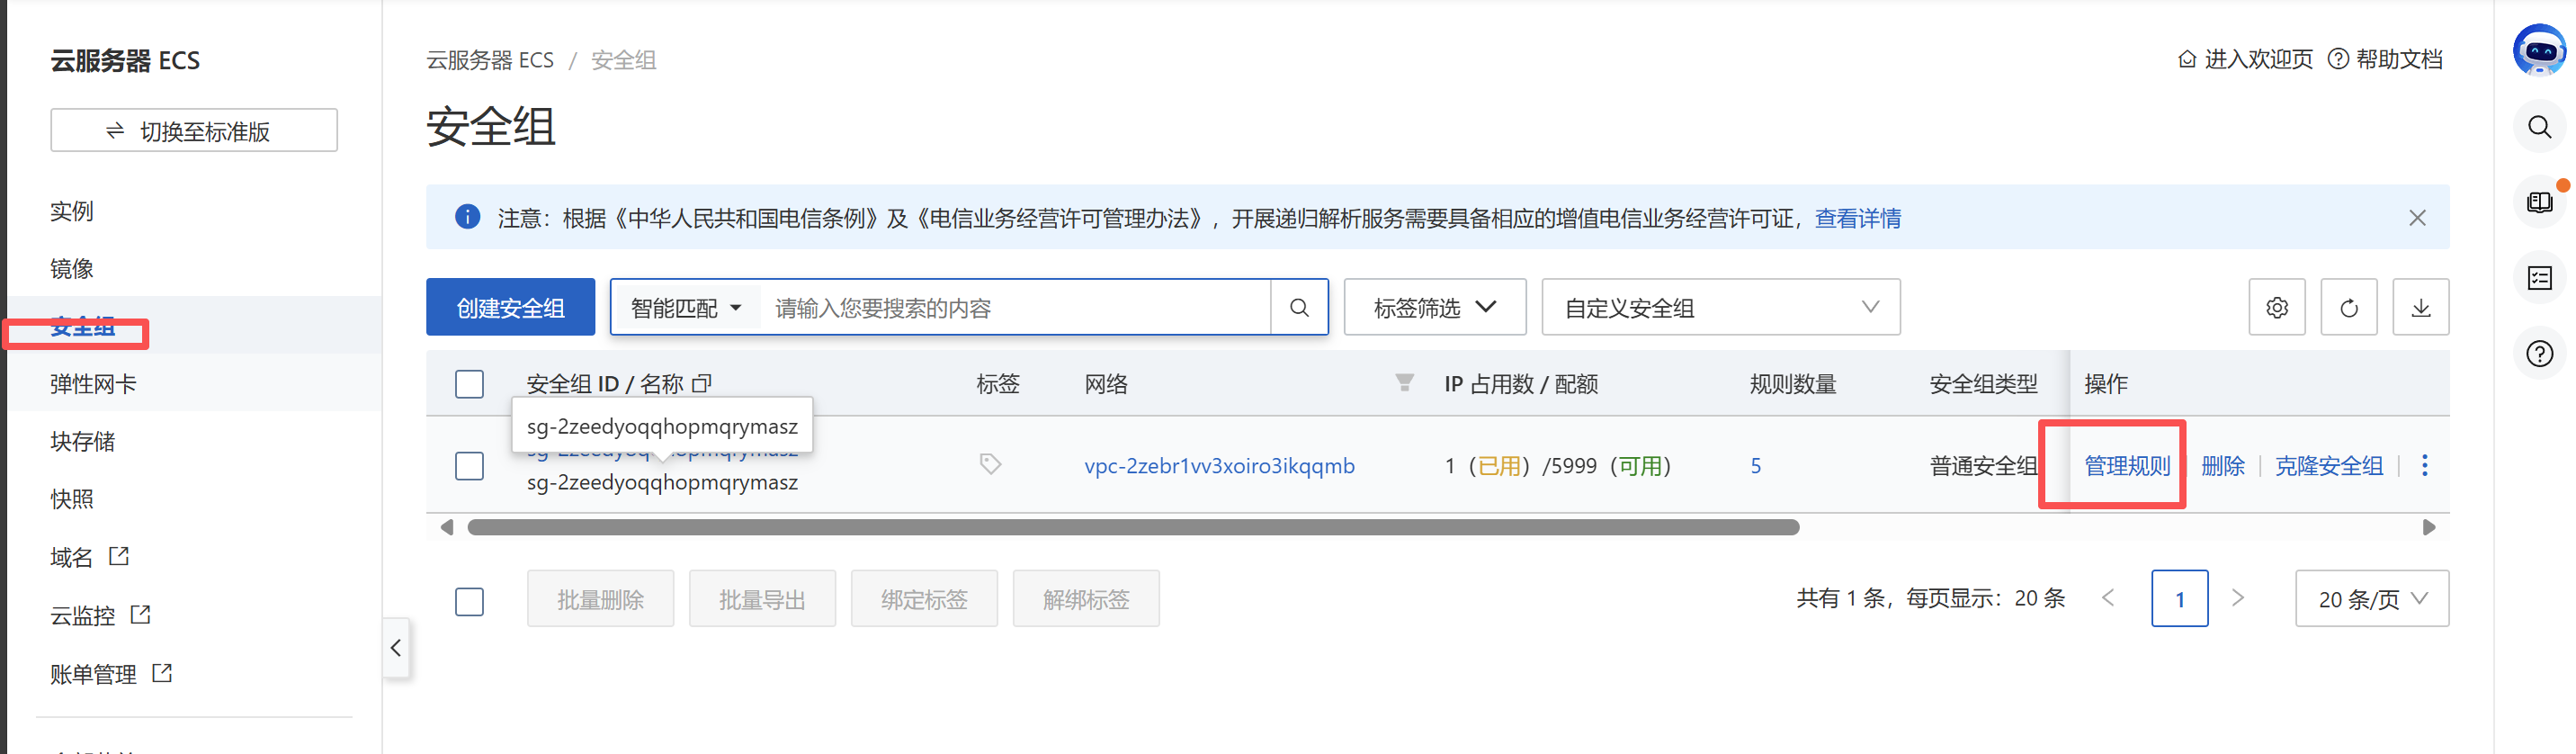 云服务器 ECS
切换至标准版
实例
镜像
安全组
弹性网卡
块存储
快照
域名
云监控
账单管理
云服务器 ECS / 安全组
进入欢迎页
帮助文档
安全组
注意：根据《中华人民共和国电信条例》及《电信业务经营许可管理办法》，开展递归解析服务需要具备相应的增值电信业务经营许可证，查看详情
创建安全组
智能匹配
请输入您要搜索的内容
标签筛选
自定义安全组
安全组 ID / 名称
标签
网络
IP 占用数 / 配额
规则数量
安全组类型
操作
sg-2zeedyoqqhopmqrymasz
sg-2zeedyoqqhopmqrymasz
sg-2zeedyoqqhopmqrymasz
vpc-2zebr1vv3xoiro3ikqqmb
1（已用）/5999（可用）
5
普通安全组
管理规则
删除
克隆安全组
批量删除
批量导出
绑定标签
解绑标签
共有 1 条，每页显示：20 条
1
20 条/页